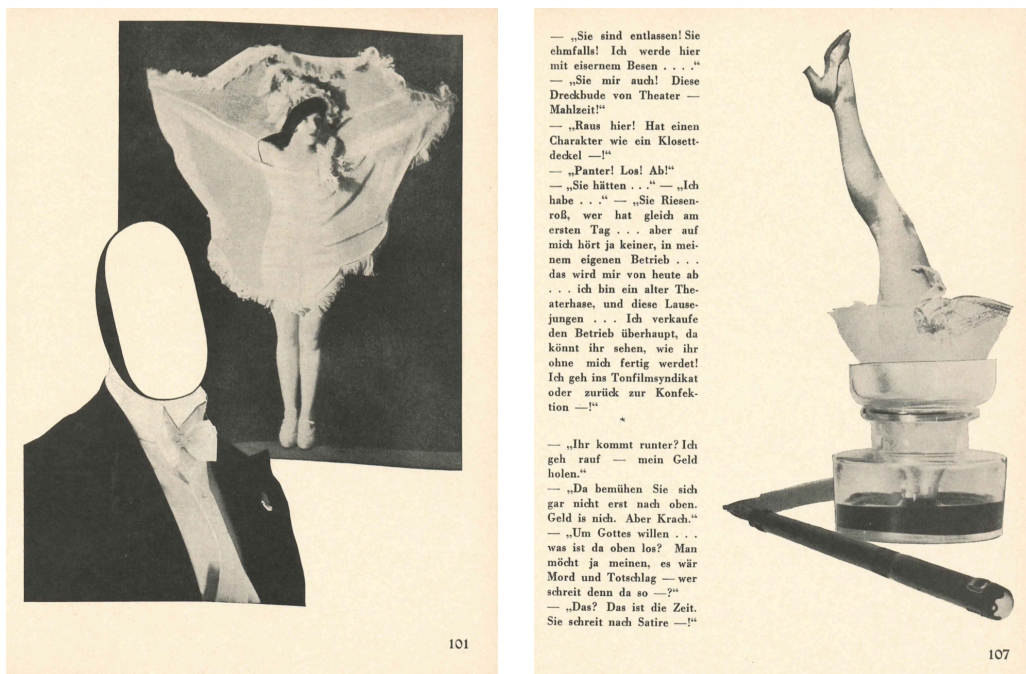 101
— „Sie sind entlassen! Sie
ehmfalls! Ich werde hier
mit eisernem Besen . . . .“
— „Sie mir auch! Diese
Dreckbude von Theater —
Mahlzeit!“
— „Raus hier! Hat einen
Charakter wie ein Klosett-
deckel —!“
— „Panter! Los! Ab!“
— „Sie hätten . . .“ — „Ich
habe . . .“ — „Sie Riesen-
roß, wer hat gleich am
ersten Tag . . . aber auf
mich hört ja keiner, in mei-
nem eigenen Betrieb . . .
das wird mir von heute ab
. . . ich bin ein alter The-
aterhase, und diese Lause-
jungen . . . Ich verkaufe
den Betrieb überhaupt, da
könnt ihr sehen, wie ihr
ohne mich fertig werdet!
Ich geh ins Tonfilmsyndikat
oder zurück zur Konfek-
tion —!“
*
— „Ihr kommt runter? Ich
geh rauf — mein Geld
holen.“
— „Da bemühen Sie sich
gar nicht erst nach oben.
Geld is nich. Aber Krach.“
— „Um Gottes willen . . .
was ist da oben los? Man
möcht ja meinen, es wär
Mord und Totschlag — wer
schreit denn da so —?“
— „Das? Das ist die Zeit.
Sie schreit nach Satire —!“
107